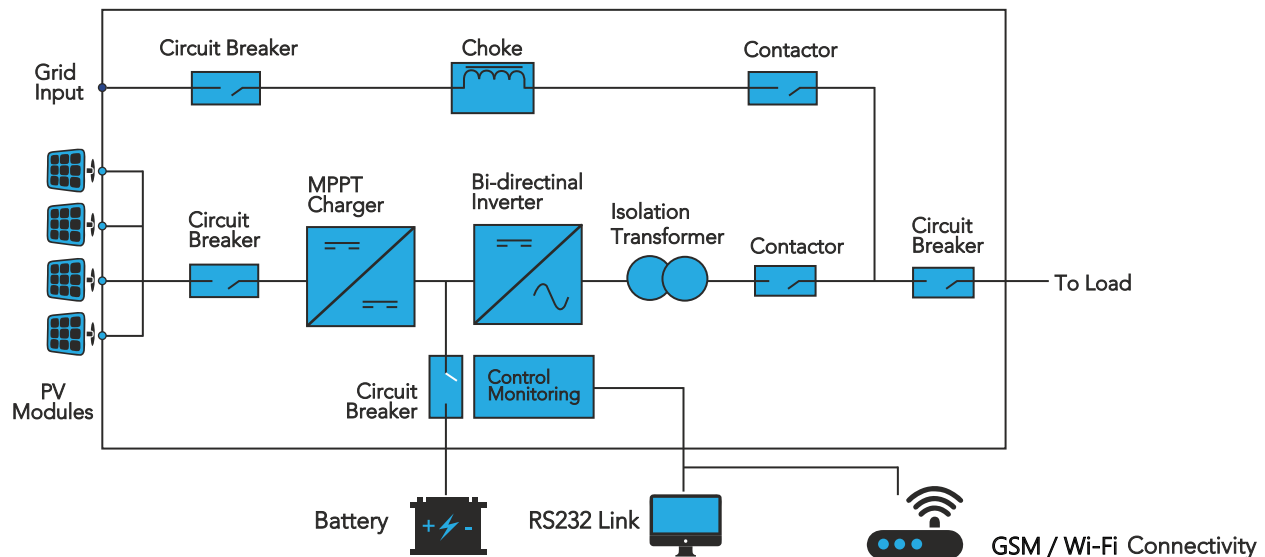 Circuit Breaker
Choke
Contactor
Grid
Input
MPPT
Charger
Bi-directinal
Inverter
Isolation
Transformer
Circuit
Breaker
Contactor
Circuit
Breaker
To Load
PV
Modules
Circuit
Breaker
Control
Monitoring
Battery
+ -
RS232 Link
GSM / Wi-Fi Connectivity